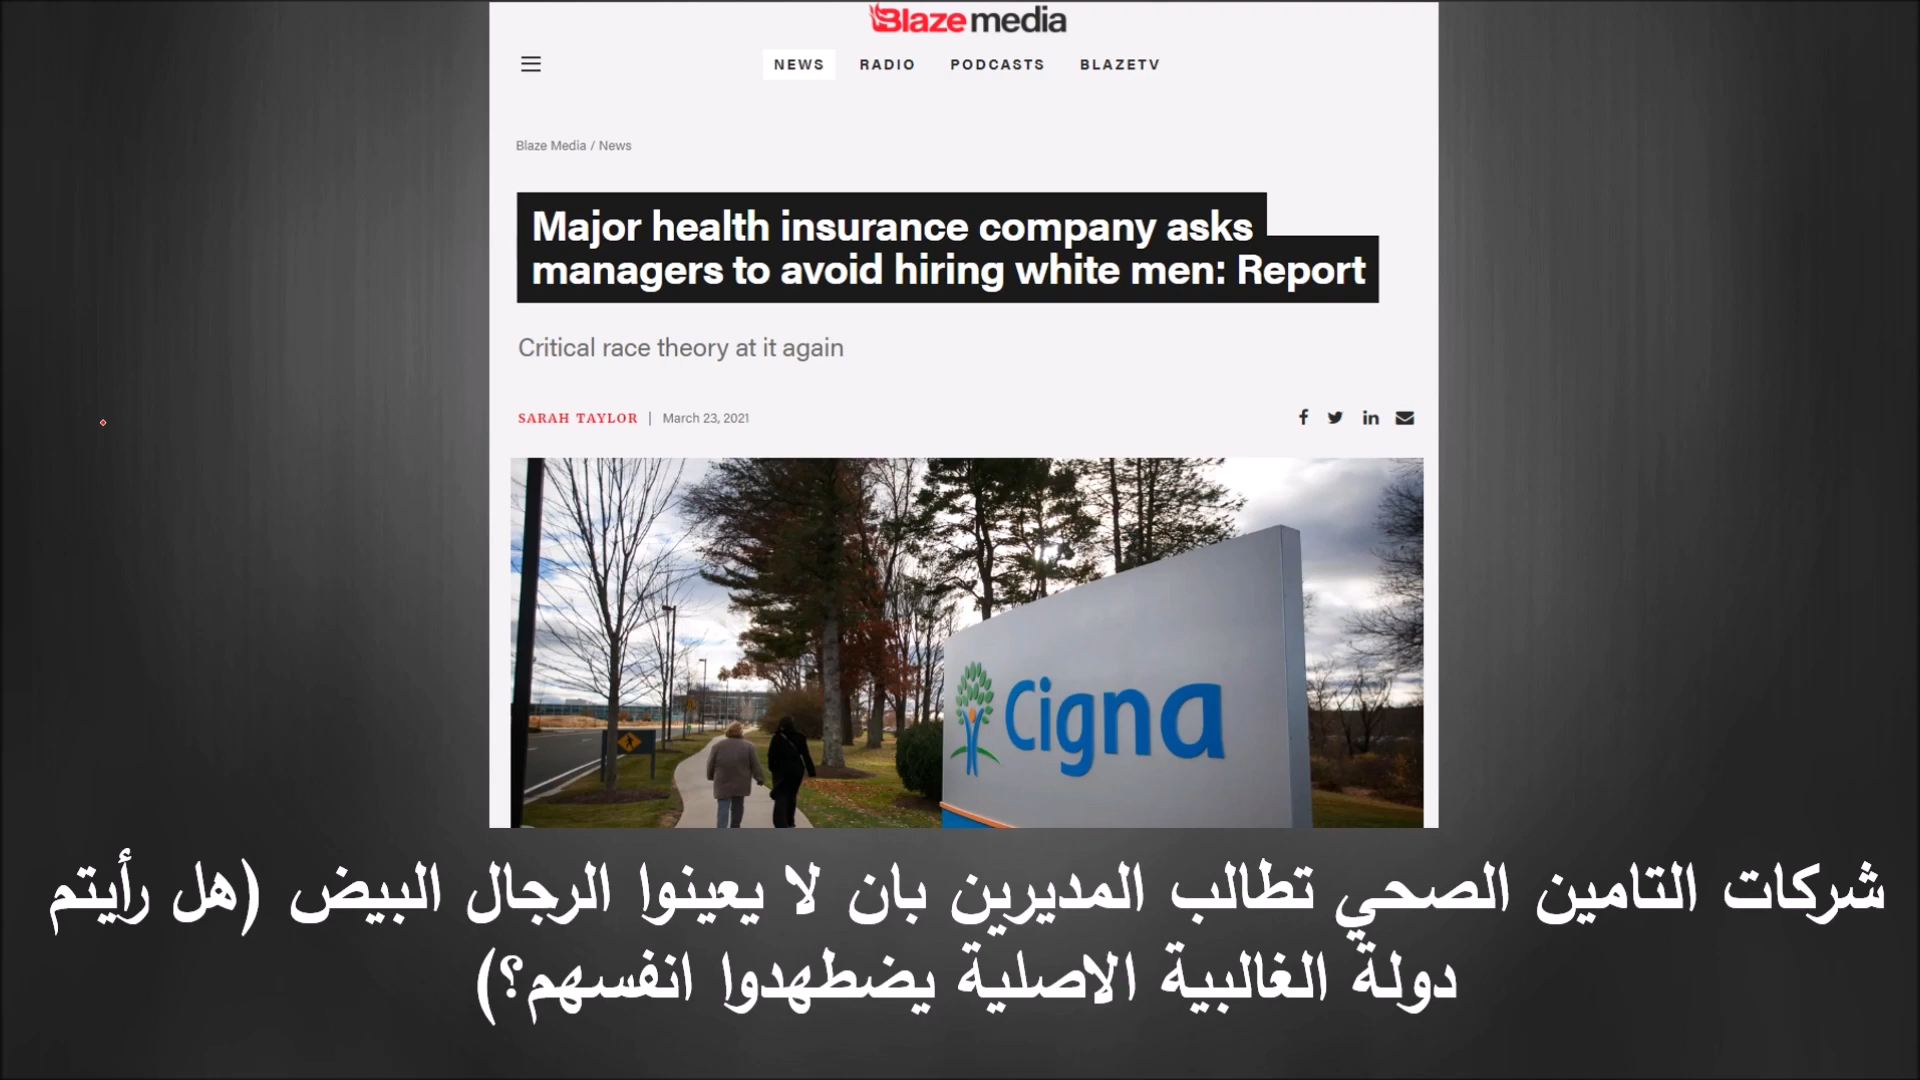 Blaze media
NEWS RADIO PODCASTS BLAZETV
Blaze Media / News
Major health insurance company asks
managers to avoid hiring white men: Report
Critical race theory at it again
SARAH TAYLOR | March 23, 2021
Cigna
شركات التامين الصحي تطالب المديرين بان لا يعينوا الرجال البيض (هل رأيتم
دولة الغالبية الاصلية يضطهدوا انفسهم؟)